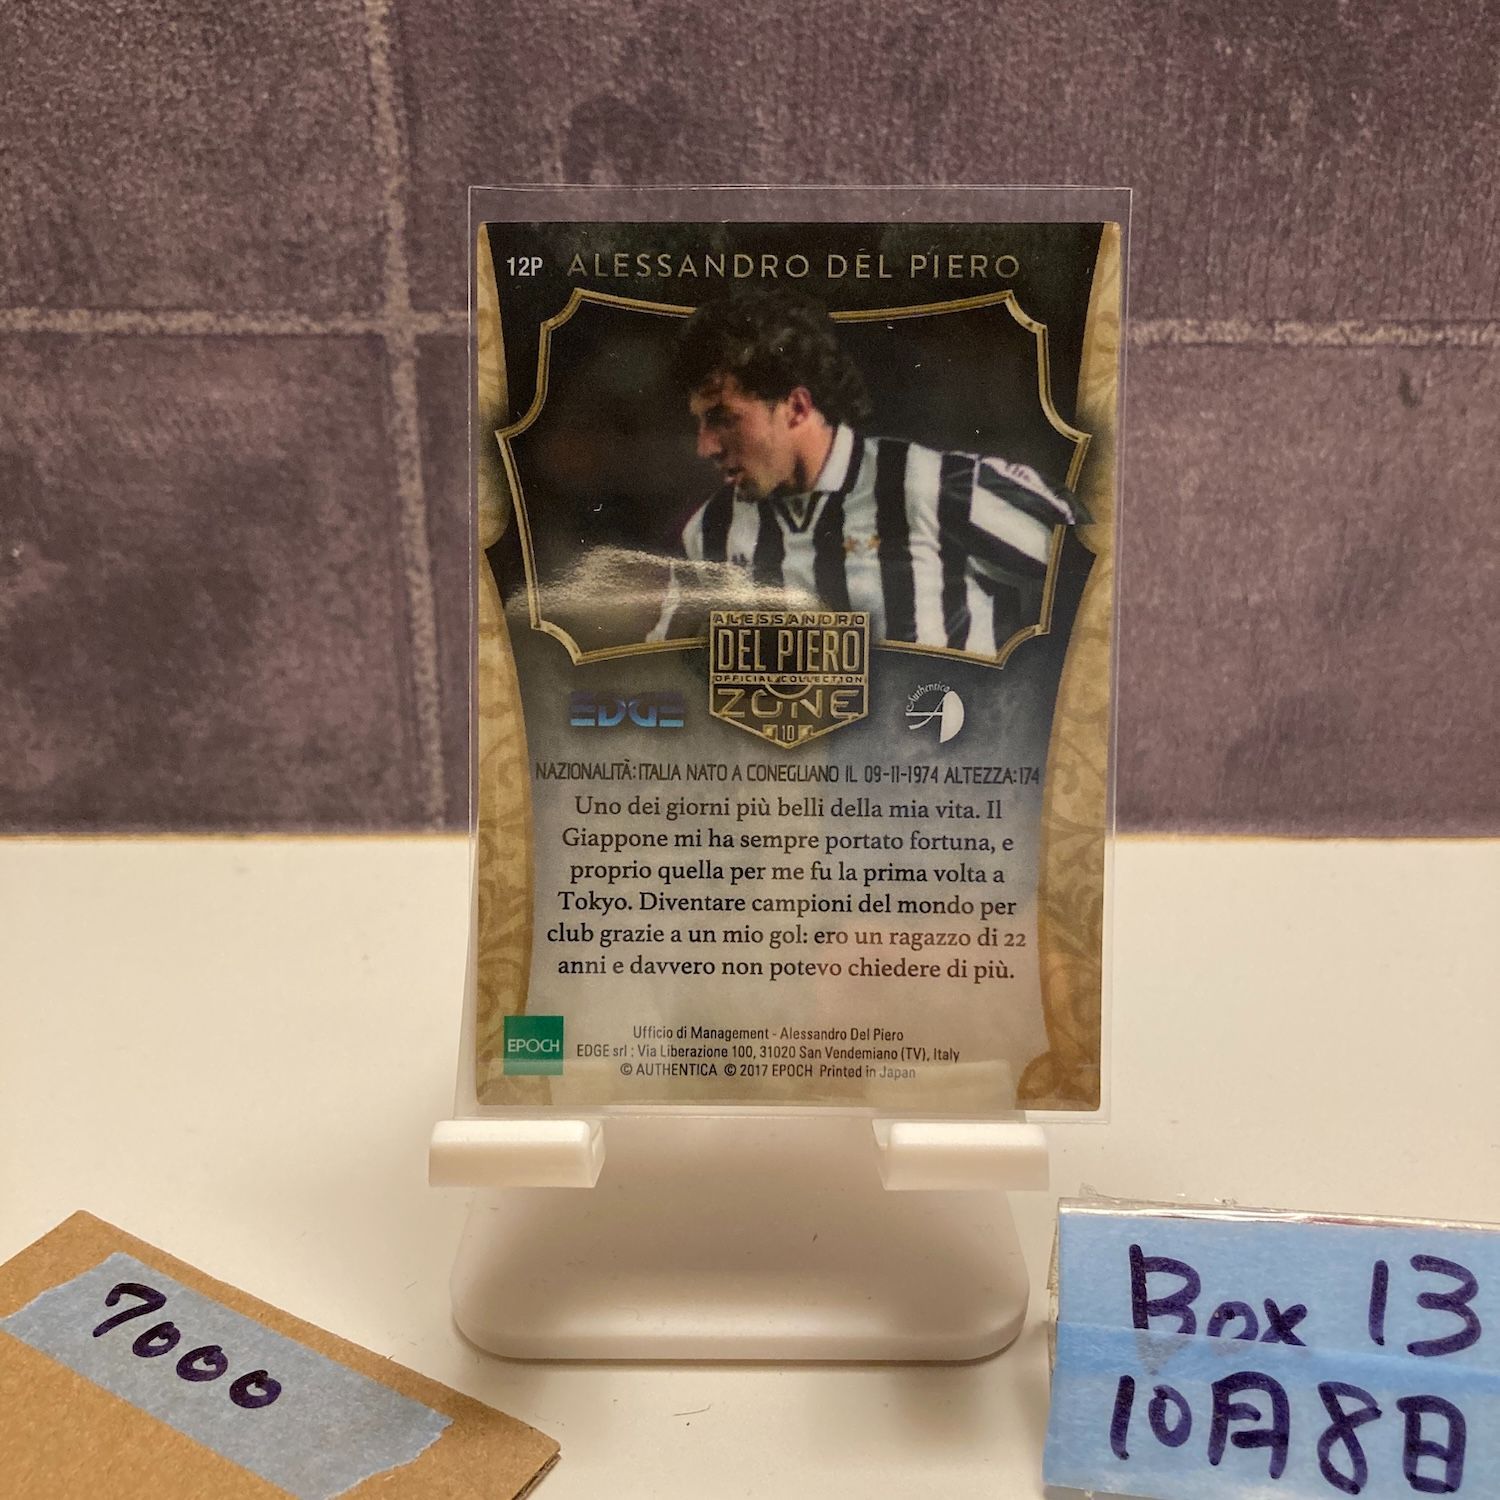 12P ALESSANDRO DEL PIERO
ALESSANDRO
DEL PIERO
OFFICIAL COLLECTION
ZONE
10
EDGE
Authentica
NAZIONALITÀ: ITALIA NATO A CONEGLIANO IL 09-11-1974 ALTEZZA: 174
Uno dei giorni più belli della mia vita. Il
Giappone mi ha sempre portato fortuna, e
proprio quella per me fu la prima volta a
Tokyo. Diventare campioni del mondo per
club grazie a un mio gol: ero un ragazzo di 22
anni e davvero non potevo chiedere di più.
EPOCH
Ufficio di Management - Alessandro Del Piero
EDGE srl : Via Liberazione 100, 31020 San Vendemiano (TV), Italy
© AUTHENTICA © 2017 EPOCH Printed in Japan
7000
Box 13
10月8日